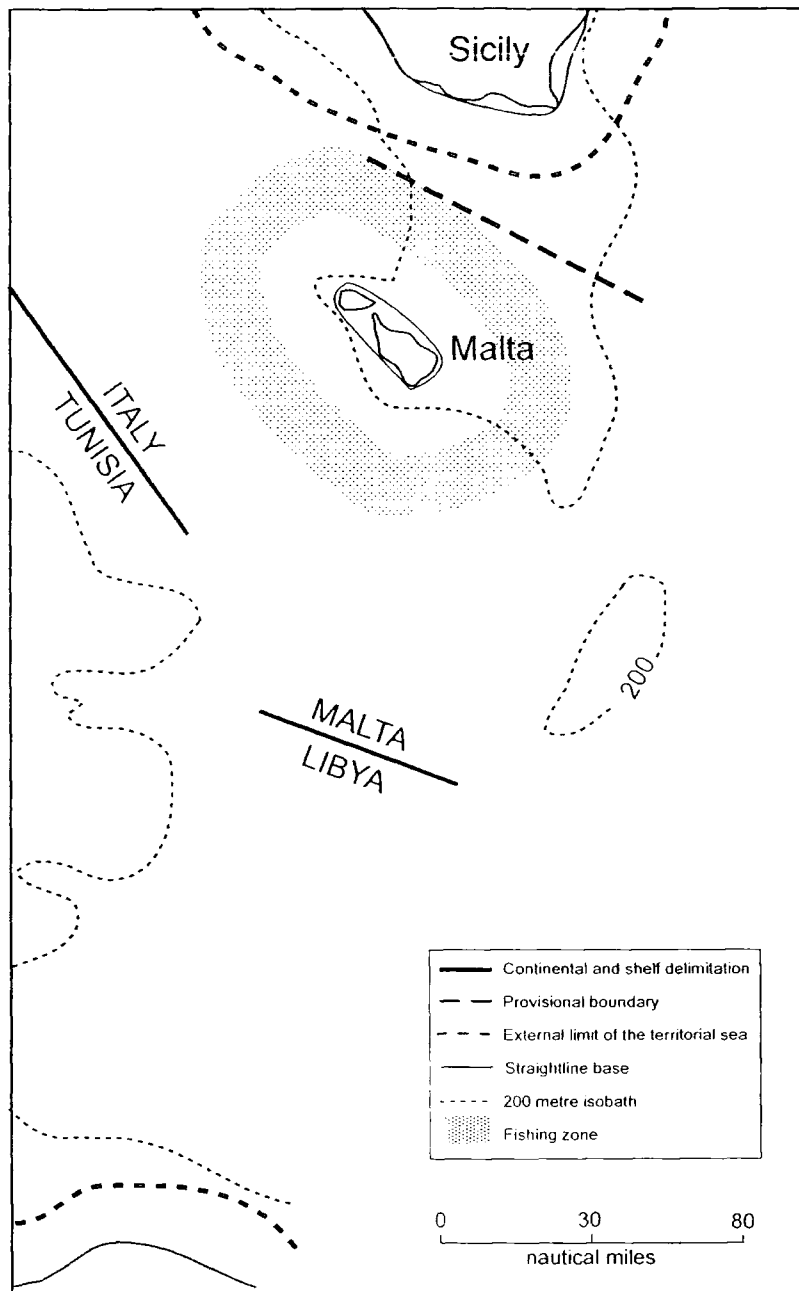 Sicily
Malta
ITALY
TUNISIA
200
MALTA
LIBYA
Continental and shelf delimitation
Provisional boundary
External limit of the territorial sea
Straightline base
200 metre isobath
Fishing zone
0 30 80
nautical miles